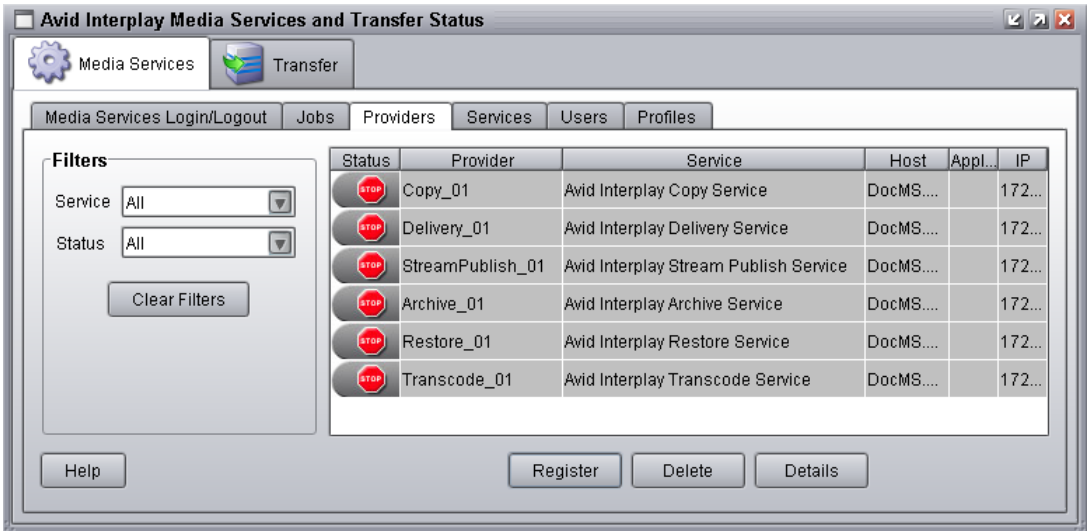 Avid Interplay Media Services and Transfer Status
Media Services Transfer
Media Services Login/Logout Jobs Providers Services Users Profiles
Filters
Service All
Status All
Clear Filters
Status Provider Service Host Appl... IP
STOP Copy_01 Avid Interplay Copy Service DocMS.... 172...
STOP Delivery_01 Avid Interplay Delivery Service DocMS.... 172...
STOP StreamPublish_01 Avid Interplay Stream Publish Service DocMS.... 172...
STOP Archive_01 Avid Interplay Archive Service DocMS.... 172...
STOP Restore_01 Avid Interplay Restore Service DocMS.... 172...
STOP Transcode_01 Avid Interplay Transcode Service DocMS.... 172...
Help Register Delete Details